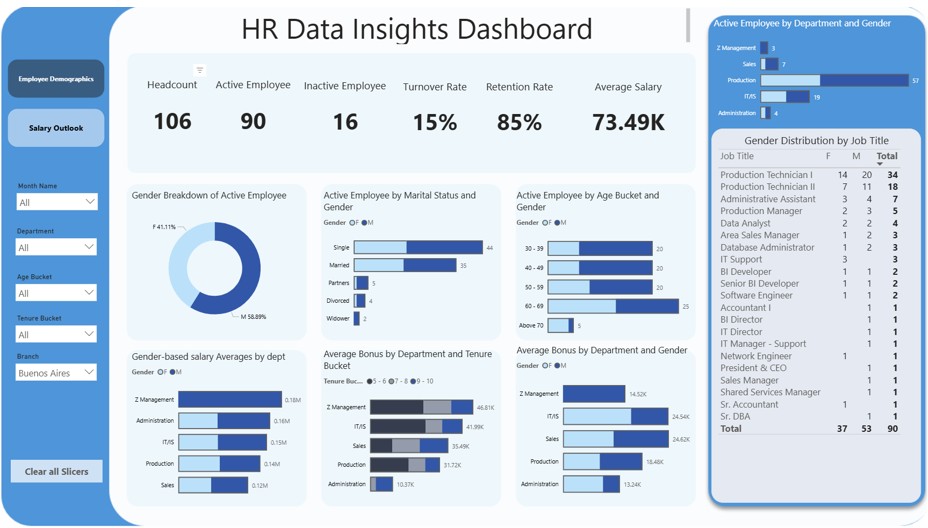 HR Data Insights Dashboard
Employee Demographics
Salary Outlook
Month Name
All
Department
All
Age Bucket
All
Tenure Bucket
All
Branch
Buenos Aires
Clear all Slicers
Headcount Active Employee Inactive Employee Turnover Rate Retention Rate Average Salary
106 90 16 15% 85% 73.49K
Gender Breakdown of Active Employee
F 41.11%
M 58.89%
Active Employee by Marital Status and
Gender
Gender F M
Single 44
Married 35
Partners 5
Divorced 4
Widower 2
Active Employee by Age Bucket and
Gender
Gender F M
30 - 39 20
40 - 49 20
50 - 59 20
60 - 69 25
Above 70 5
Gender-based salary Averages by dept
Gender F M
Z Management 0.18M
Administration 0.16M
IT/IS 0.15M
Production 0.14M
Sales 0.12M
Average Bonus by Department and Tenure
Bucket
Tenure Buc... 5 - 6 7 - 8 9 - 10
Z Management 46.81K
IT/IS 41.99K
Sales 35.49K
Production 31.72K
Administration 10.37K
Average Bonus by Department and Gender
Gender F M
Z Management 14.52K
IT/IS 24.54K
Sales 24.62K
Production 18.48K
Administration 13.24K
Active Employee by Department and Gender
Z Management 3
Sales 7
Production 57
IT/IS 19
Administration 4
Gender Distribution by Job Title
Job Title F M Total
Production Technician I 14 20 34
Production Technician II 7 11 18
Administrative Assistant 3 4 7
Production Manager 2 3 5
Data Analyst 2 2 4
Area Sales Manager 1 2 3
Database Administrator 1 2 3
IT Support 3 3
BI Developer 1 1 2
Senior BI Developer 1 1 2
Software Engineer 1 1 2
Accountant I 1 1
BI Director 1 1
IT Director 1 1
IT Manager - Support 1 1
Network Engineer 1 1
President & CEO 1 1
Sales Manager 1 1
Shared Services Manager 1 1
Sr. Accountant 1 1
Sr. DBA 1 1
Total 37 53 90